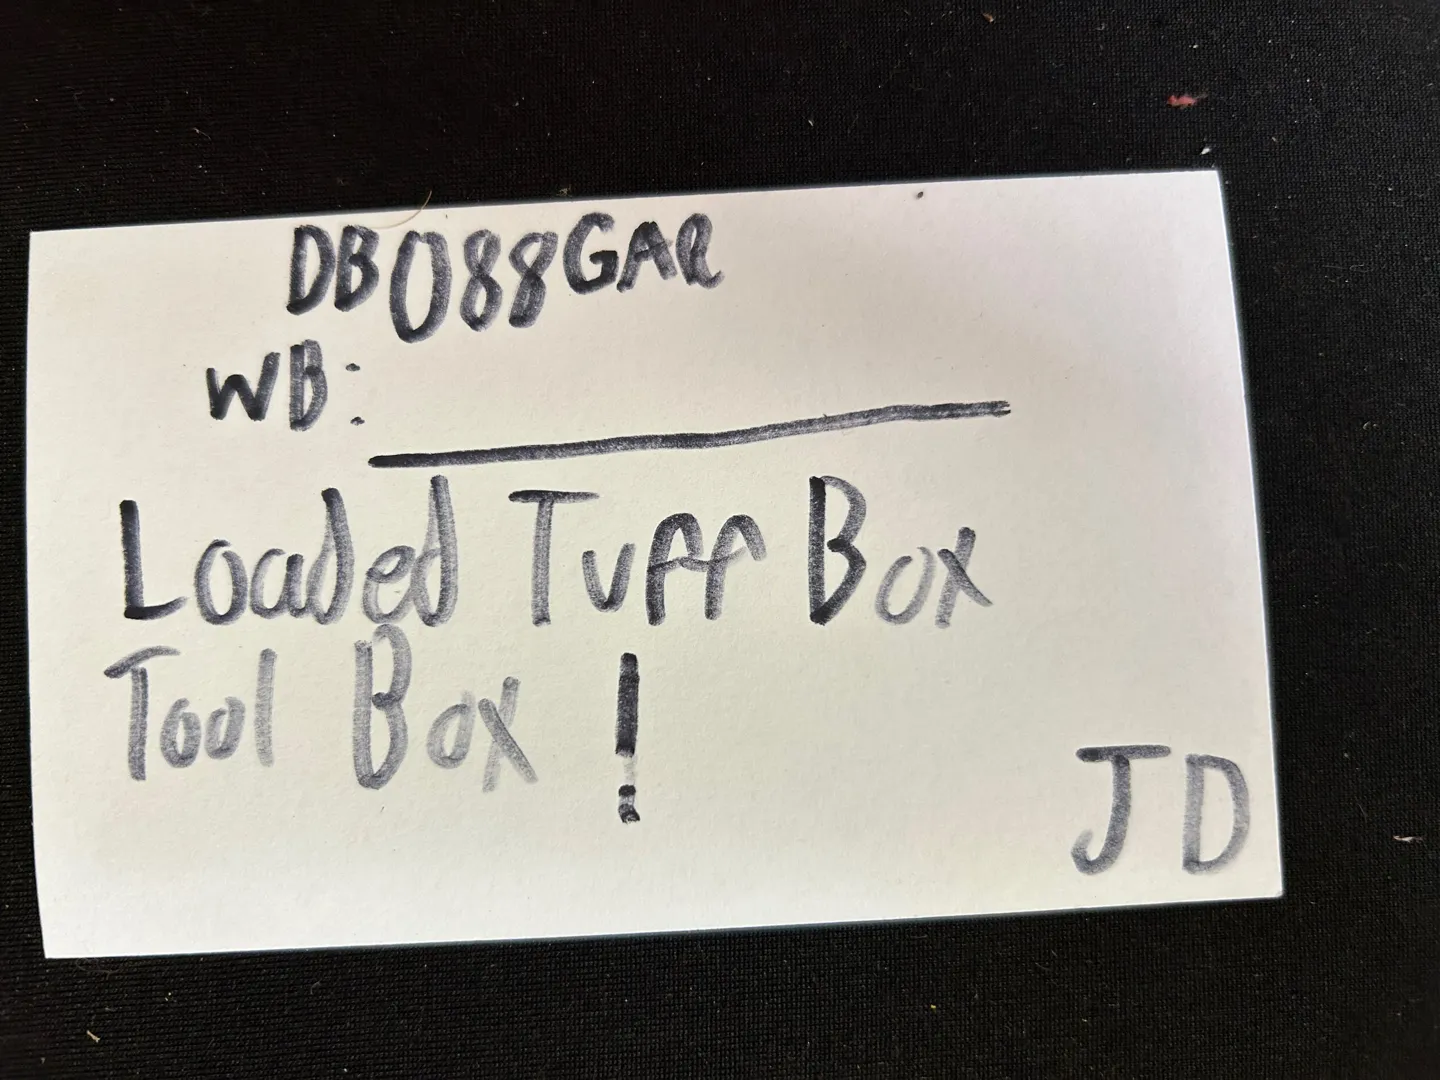 DB088GAR
WB:
Loaded Tuff Box
Tool Box !
JD